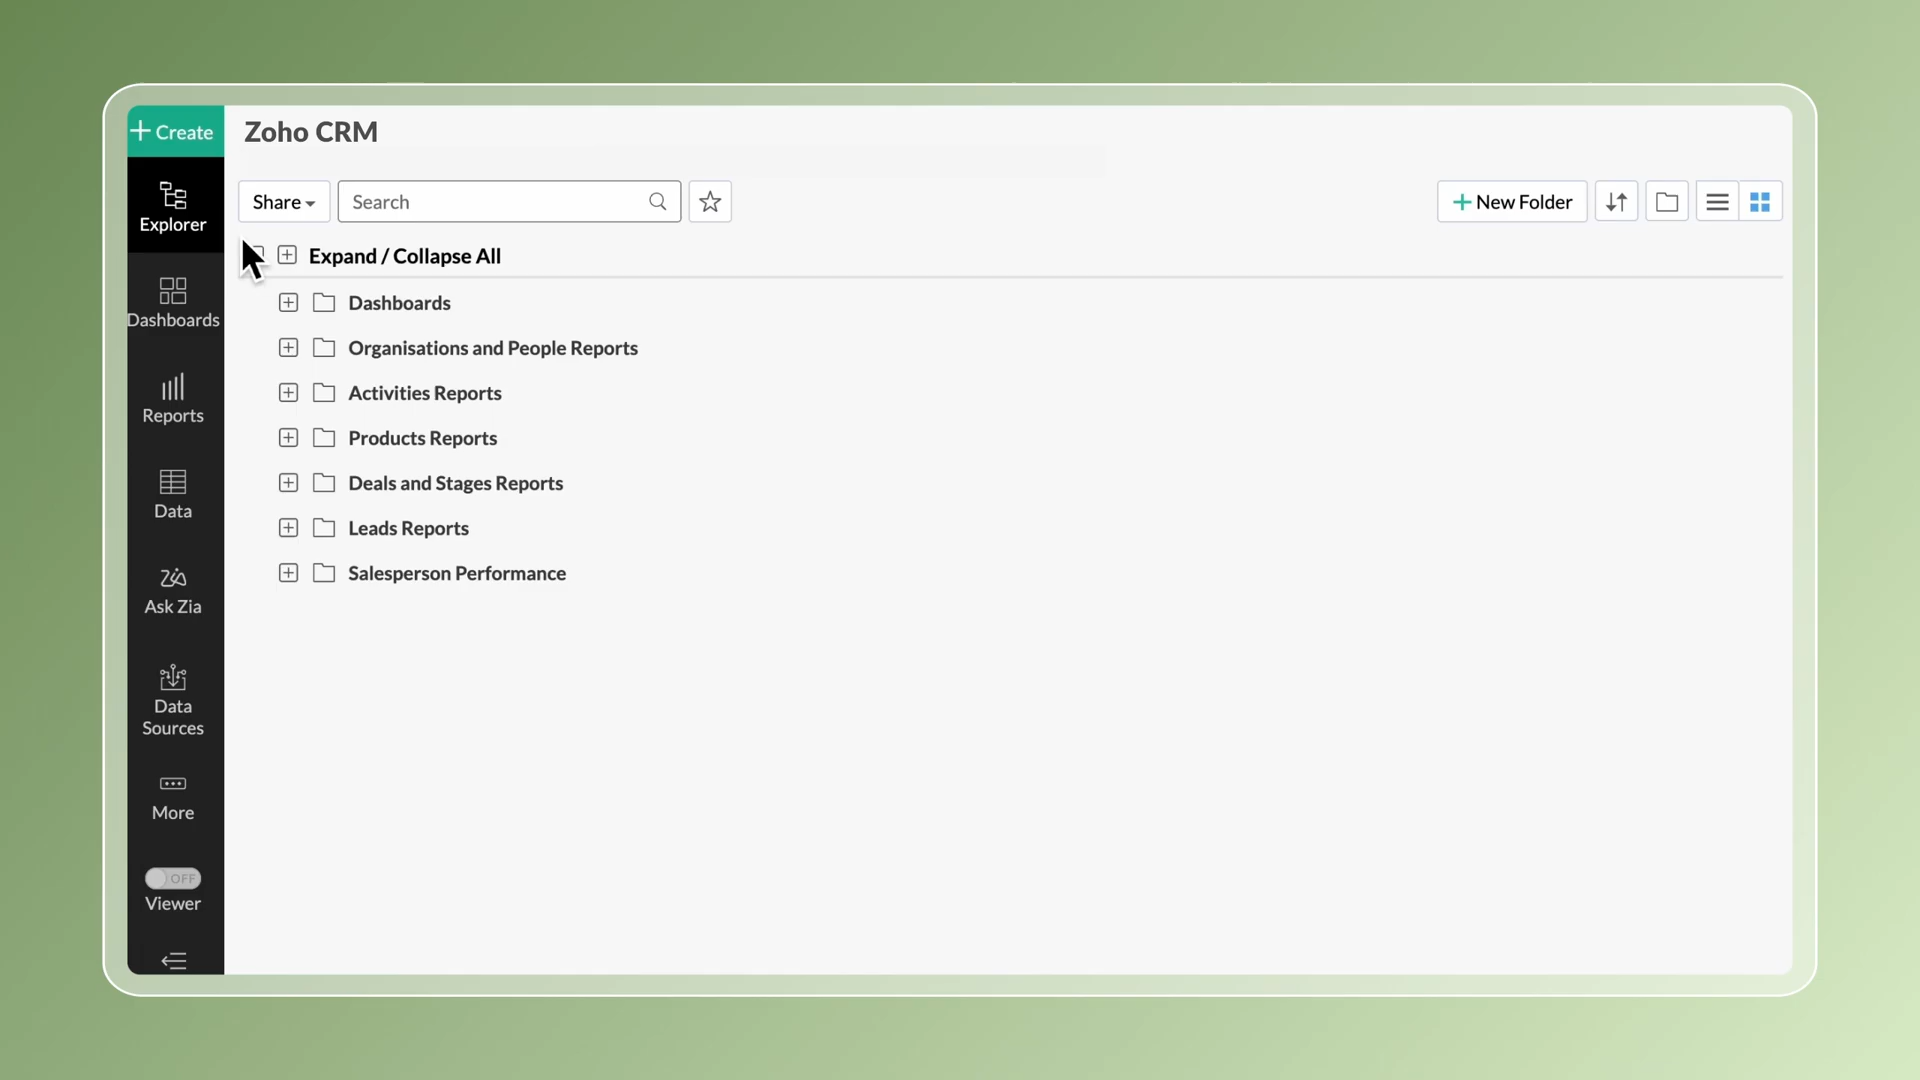 Create
Zoho CRM
Share
Search
New Folder
Explorer
Expand / Collapse All
Dashboards
Dashboards
Organisations and People Reports
Reports
Activities Reports
Products Reports
Data
Deals and Stages Reports
Leads Reports
Ask Zia
Salesperson Performance
Data
Sources
More
OFF
Viewer